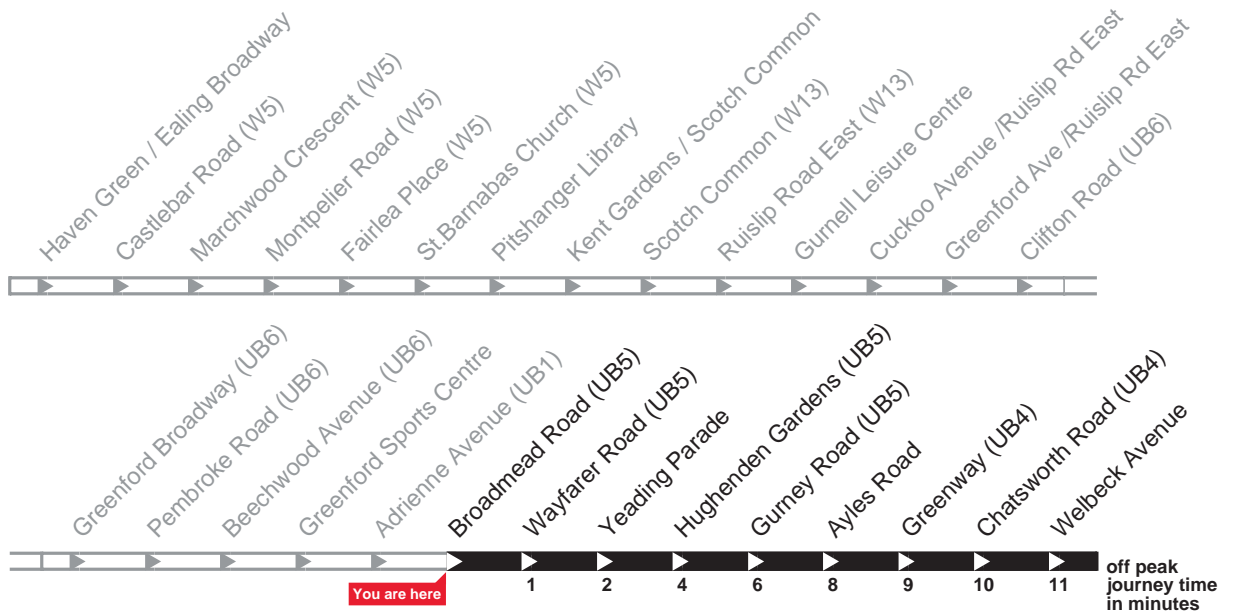 Haven Green / Ealing Broadway
Castlebar Road (W5)
Marchwood Crescent (W5)
Montpelier Road (W5)
Fairlea Place (W5)
St.Barnabas Church (W5)
Pitshanger Library
Kent Gardens / Scotch Common
Scotch Common (W13)
Ruislip Road East (W13)
Gurnell Leisure Centre
Cuckoo Avenue /Ruislip Rd East
Greenford Ave /Ruislip Rd East
Clifton Road (UB6)
Greenford Broadway (UB6)
Pembroke Road (UB6)
Beechwood Avenue (UB6)
Greenford Sports Centre
Adrienne Avenue (UB1)
Broadmead Road (UB5)
Wayfarer Road (UB5)
Yeading Parade
Hughenden Gardens (UB5)
Gurney Road (UB5)
Ayles Road
Greenway (UB4)
Chatsworth Road (UB4)
Welbeck Avenue
You are here
1 2 4 6 8 9 10 11
off peak
journey time
in minutes